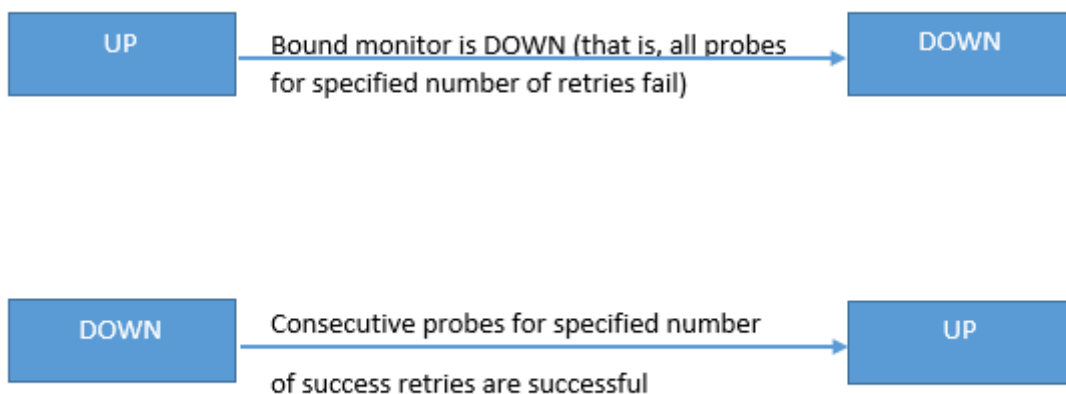 UP
Bound monitor is DOWN (that is, all probes
for specified number of retries fail)
DOWN
DOWN
Consecutive probes for specified number
of success retries are successful
UP